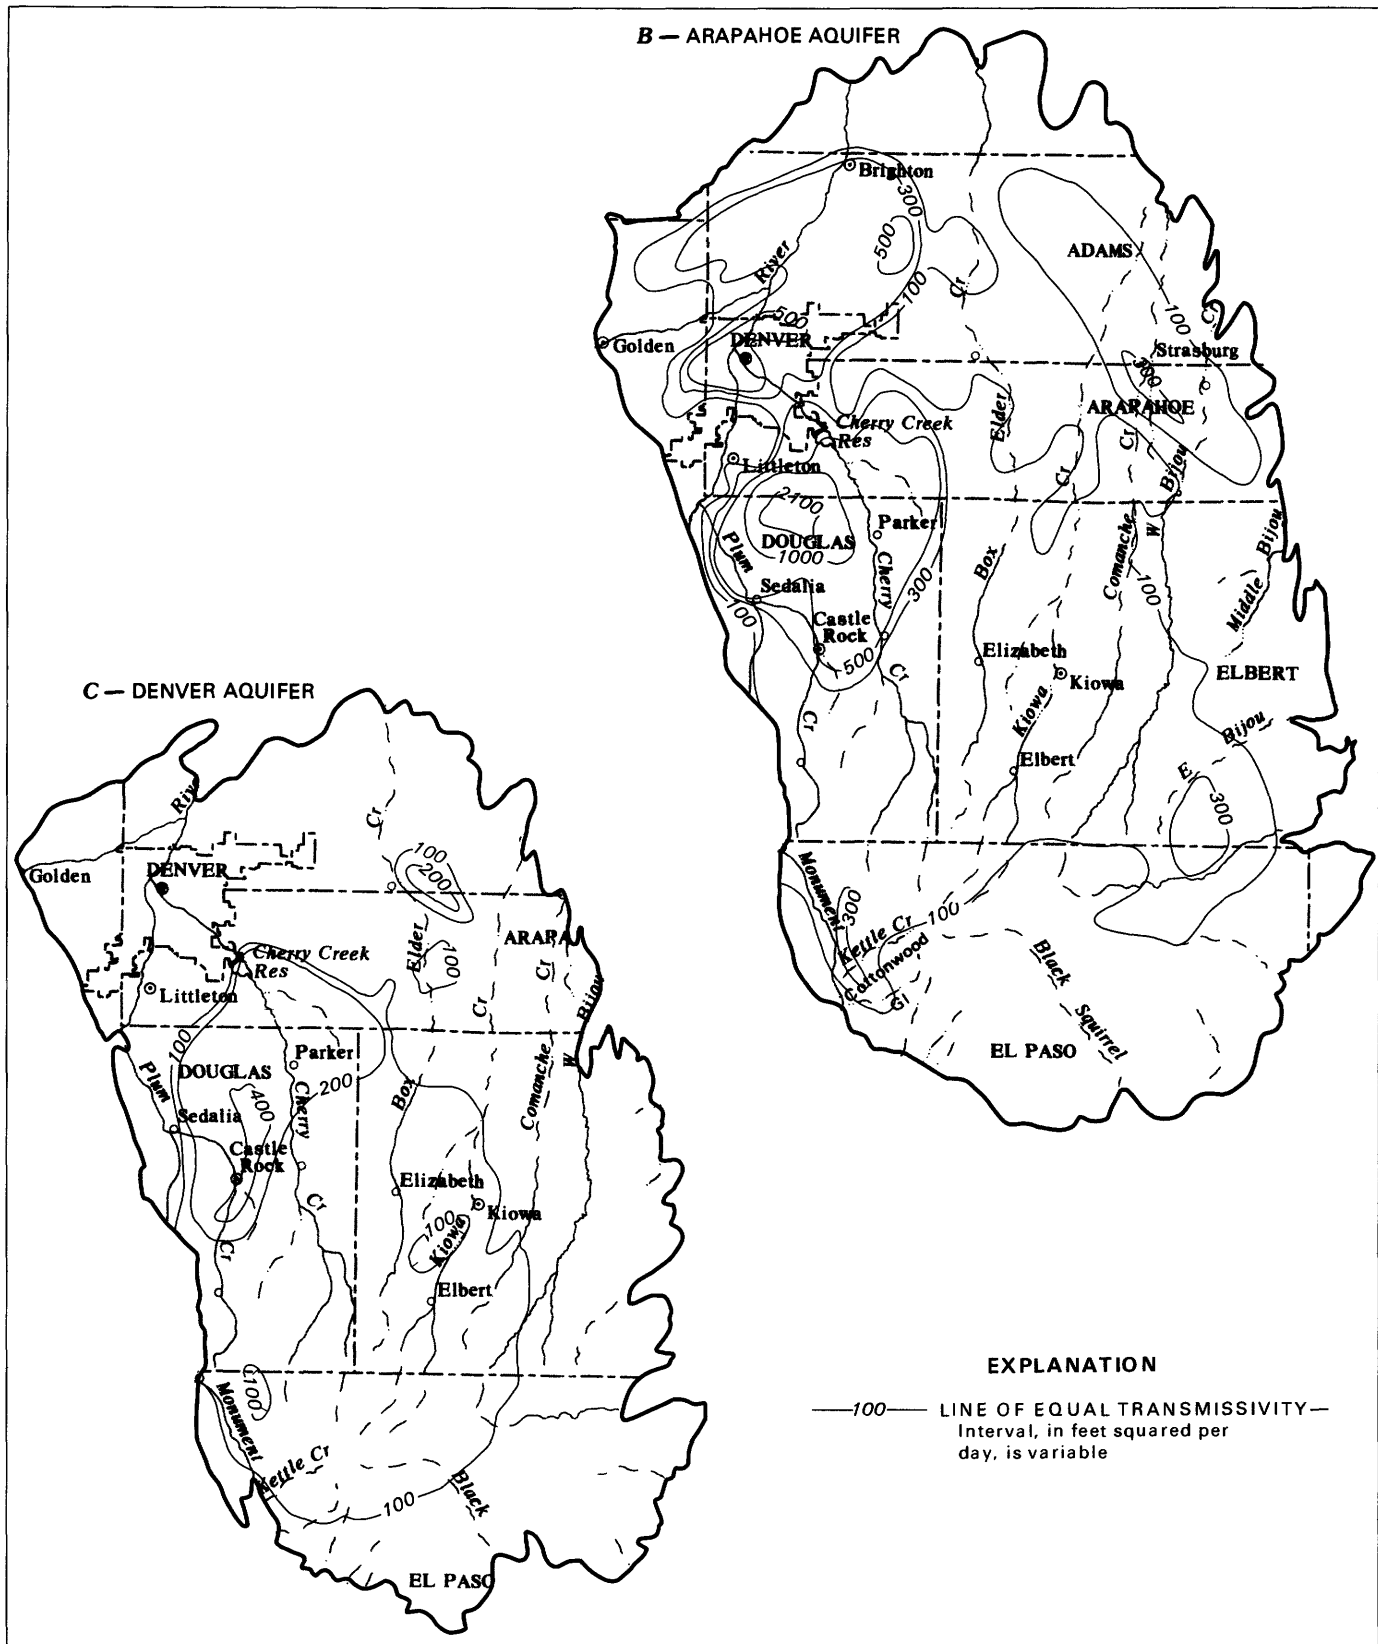 B — ARAPAHOE AQUIFER
Brighton
300
500
ADAMS
River
Cr
100
100
Cr
500
Golden
DENVER
Strasburg
300
ARAPAHOE
Elder
Cherry Creek
Res
Cr
Littleton
Cr
Bijou
2100
Parker
DOUGLAS
1000
Plum
Box
Comanche
W
Bijou
Cherry
Sedalia
300
100
Middle
100
Castle
Rock
500
Cr
Elizabeth
Kiowa
ELBERT
Kiowa
Cr
Bijou
Elbert
E
300
Monument
300
100
Kettle Cr
Cottonwood
Black
Squirrel
EL PASO
C — DENVER AQUIFER
River
Cr
Golden
DENVER
100
200
Elder
ARAPA
Cherry Creek
Res
100
Cr
Littleton
Cr
Bijou
100
Parker
DOUGLAS
200
Plum
400
Box
Comanche
W
Sedalia
Cherry
Castle
Rock
Elizabeth
Cr
100
Kiowa
Kiowa
Cr
Elbert
100
Monument
Kettle Cr
100
Black
EL PASO
EXPLANATION
—100— LINE OF EQUAL TRANSMISSIVITY—
Interval, in feet squared per
day, is variable